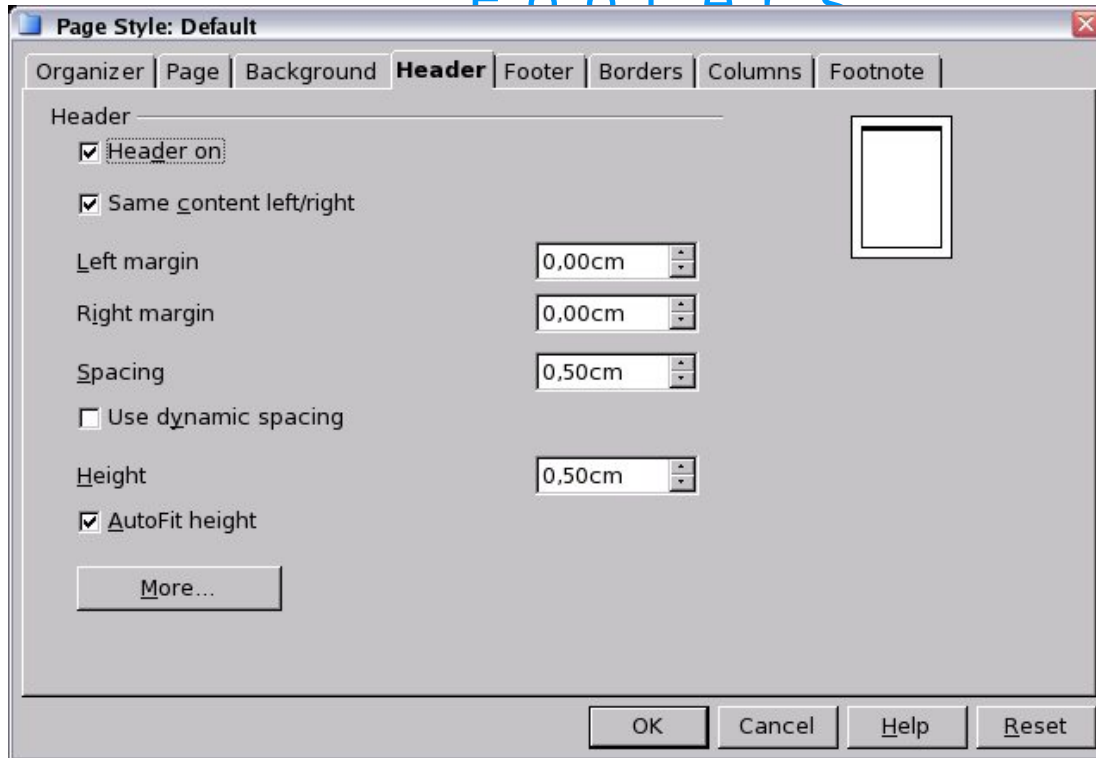 Page Style: Default
Organizer Page Background Header Footer Borders Columns Footnote
Header
Header on
Same content left/right
Left margin 0,00cm
Right margin 0,00cm
Spacing 0,50cm
Use dynamic spacing
Height 0,50cm
AutoFit height
More...
OK Cancel Help Reset